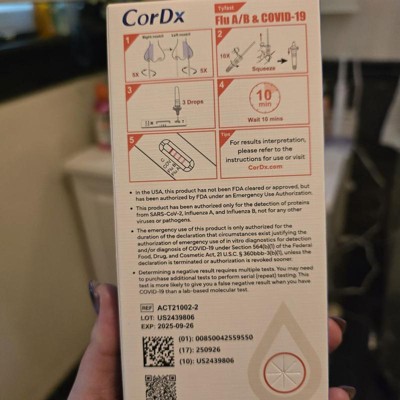 CorDx
TyFast
Flu A/B & COVID-19
1
Right nostril
Left nostril
5X
5X
2
10X
Squeeze
3
3 Drops
4
10
min
Wait 10 mins
5
Tips
For results interpretation,
please refer to the
instructions for use or visit
CorDx.com
• In the USA, this product has not been FDA cleared or approved, but
has been authorized by FDA under an Emergency Use Authorization.
• This product has been authorized only for the detection of proteins
from SARS-CoV-2, Influenza A, and Influenza B, not for any other
viruses or pathogens.
• The emergency use of this product is only authorized for the
duration of the declaration that circumstances exist justifying the
authorization of emergency use of in vitro diagnostics for detection
and/or diagnosis of COVID-19 under Section 564(b)(1) of the Federal
Food, Drug, and Cosmetic Act, 21 U.S.C. § 360bbb-3(b)(1), unless the
declaration is terminated or authorization is revoked sooner.
• Determining a negative result requires multiple tests. You may need
to purchase additional tests to perform serial (repeat) testing. This
test is more likely to give you a false negative result when you have
COVID-19 than a lab-based molecular test.
REF ACT21002-2
LOT: US2439806
EXP: 2025-09-26
(01): 00850042559550
(17): 250926
(10): US2439806